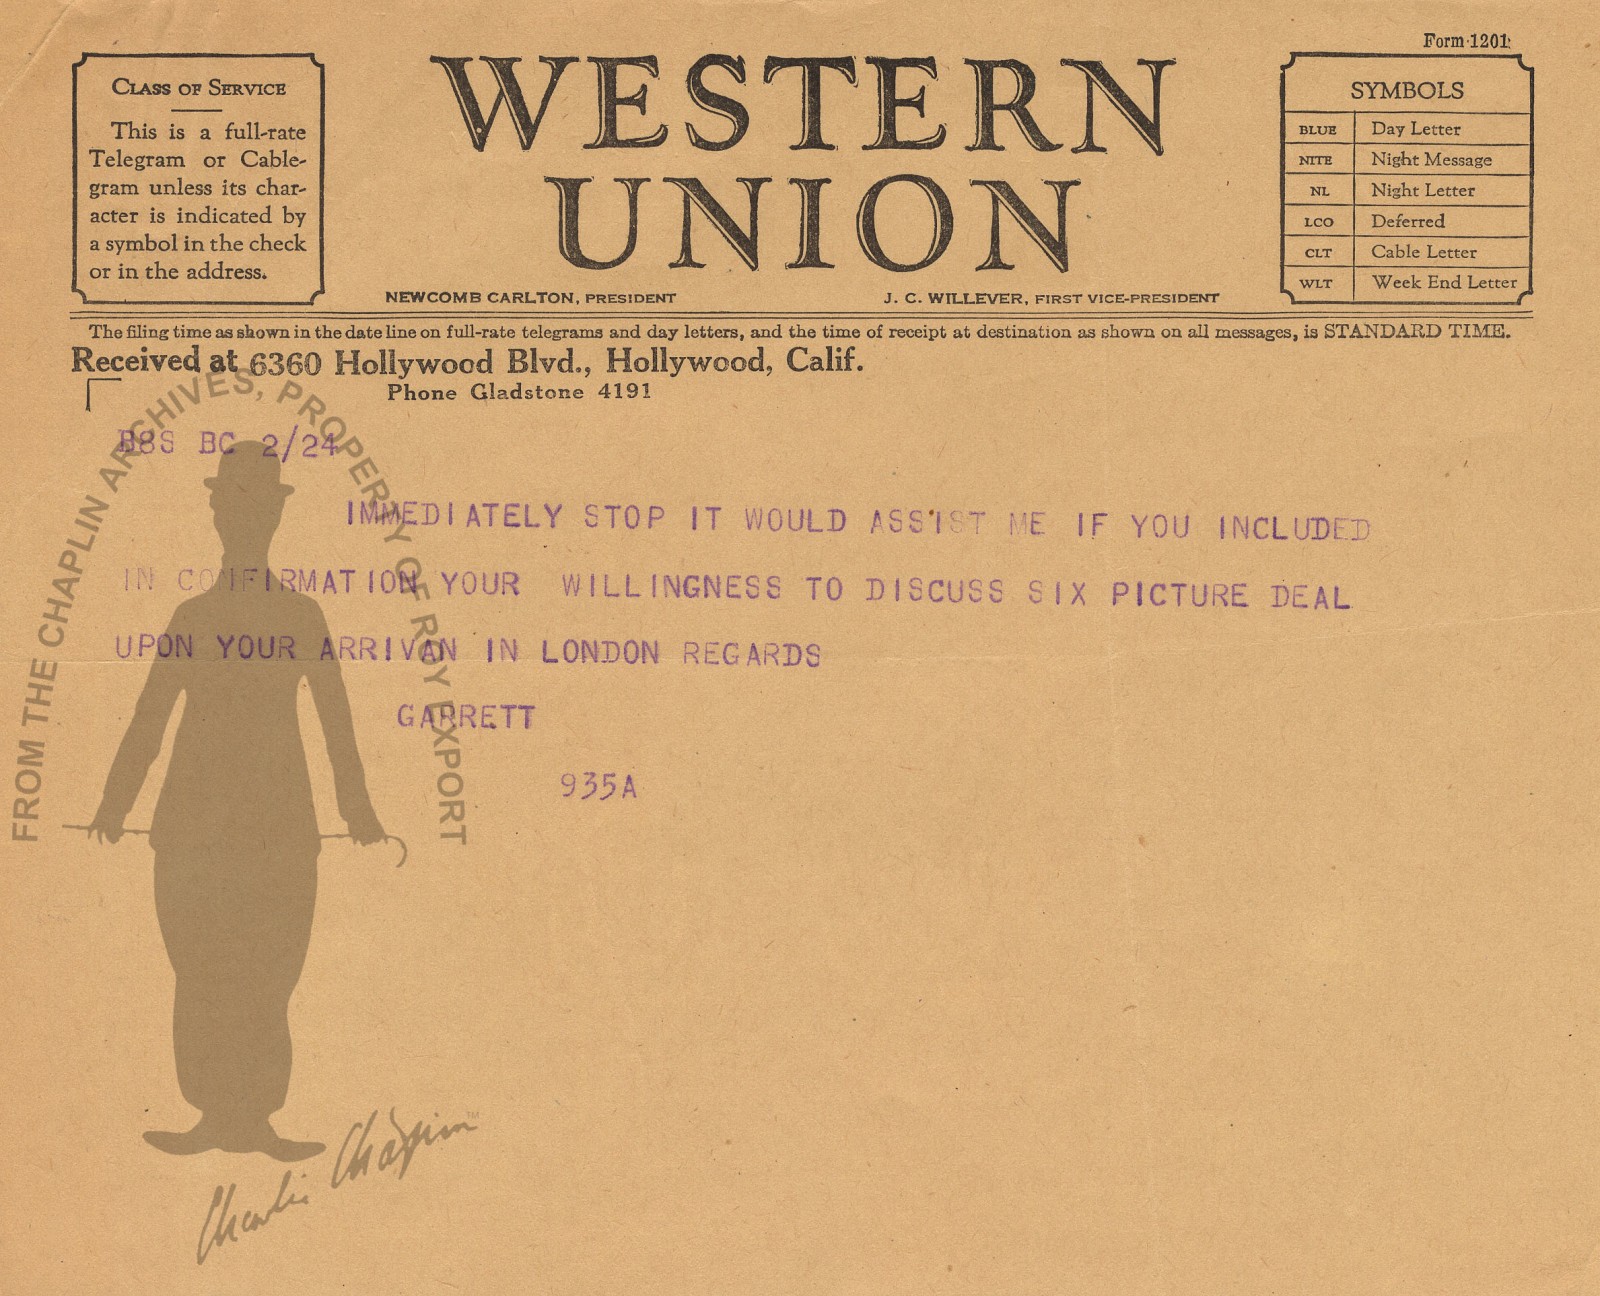 Form 1201
CLASS OF SERVICE
This is a full-rate
Telegram or Cable-
gram unless its char-
acter is indicated by
a symbol in the check
or in the address.
WESTERN
UNION
NEWCOMB CARLTON, PRESIDENT
J. C. WILLEVER, FIRST VICE-PRESIDENT
SYMBOLS
BLUE Day Letter
NITE Night Message
NL Night Letter
LCO Deferred
CLT Cable Letter
WLT Week End Letter
The filing time as shown in the date line on full-rate telegrams and day letters, and the time of receipt at destination as shown on all messages, is STANDARD TIME.
Received at 6360 Hollywood Blvd., Hollywood, Calif.
Phone Gladstone 4191
B8S BC 2/24
IMMEDIATELY STOP IT WOULD ASSIST ME IF YOU INCLUDED
IN CONFIRMATION YOUR WILLINGNESS TO DISCUSS SIX PICTURE DEAL
UPON YOUR ARRIVAN IN LONDON REGARDS
GARRETT
935A
FROM THE CHAPLIN ARCHIVES, PROPERTY OF ROY EXPORT
Charlie Chaplin TM